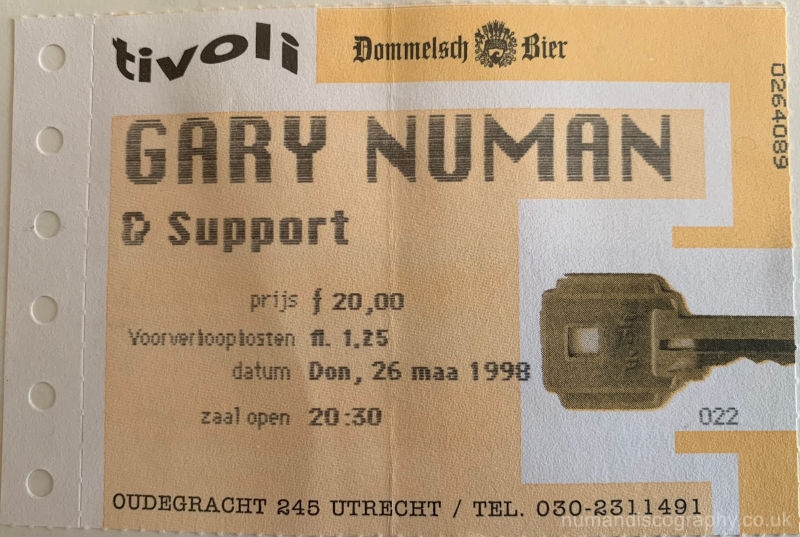 tivoli
Dommelsch Bier
0264089
GARY NUMAN
& Support
prijs ƒ 20,00
Voorverkoopkosten fl. 1,25
datum Don, 26 maa 1998
zaal open 20:30
022
OUDEGRACHT 245 UTRECHT / TEL. 030-2311491
numandiscography.co.uk